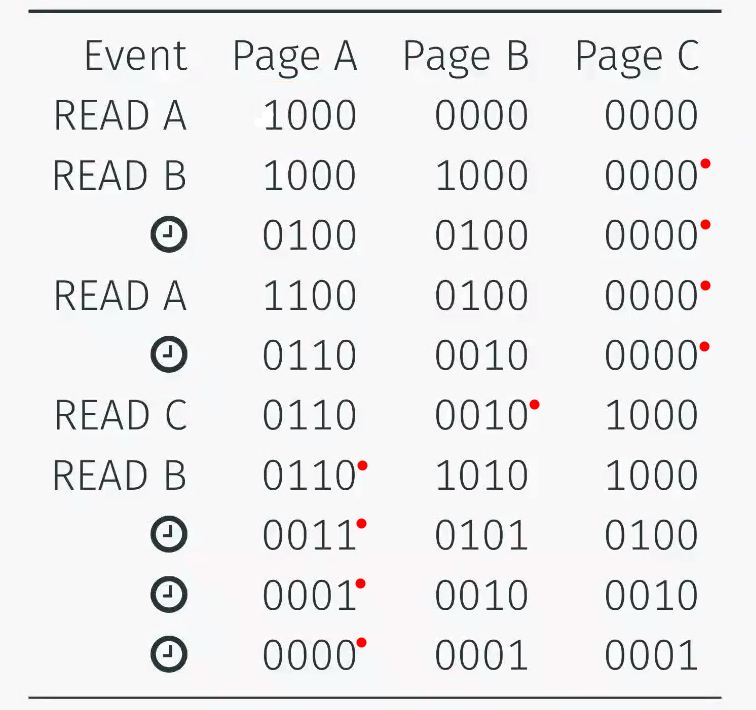 Event Page A Page B Page C
READ A 1000 0000 0000
READ B 1000 1000 0000
0100 0100 0000
READ A 1100 0100 0000
0110 0010 0000
READ C 0110 0010 1000
READ B 0110 1010 1000
0011 0101 0100
0001 0010 0010
0000 0001 0001